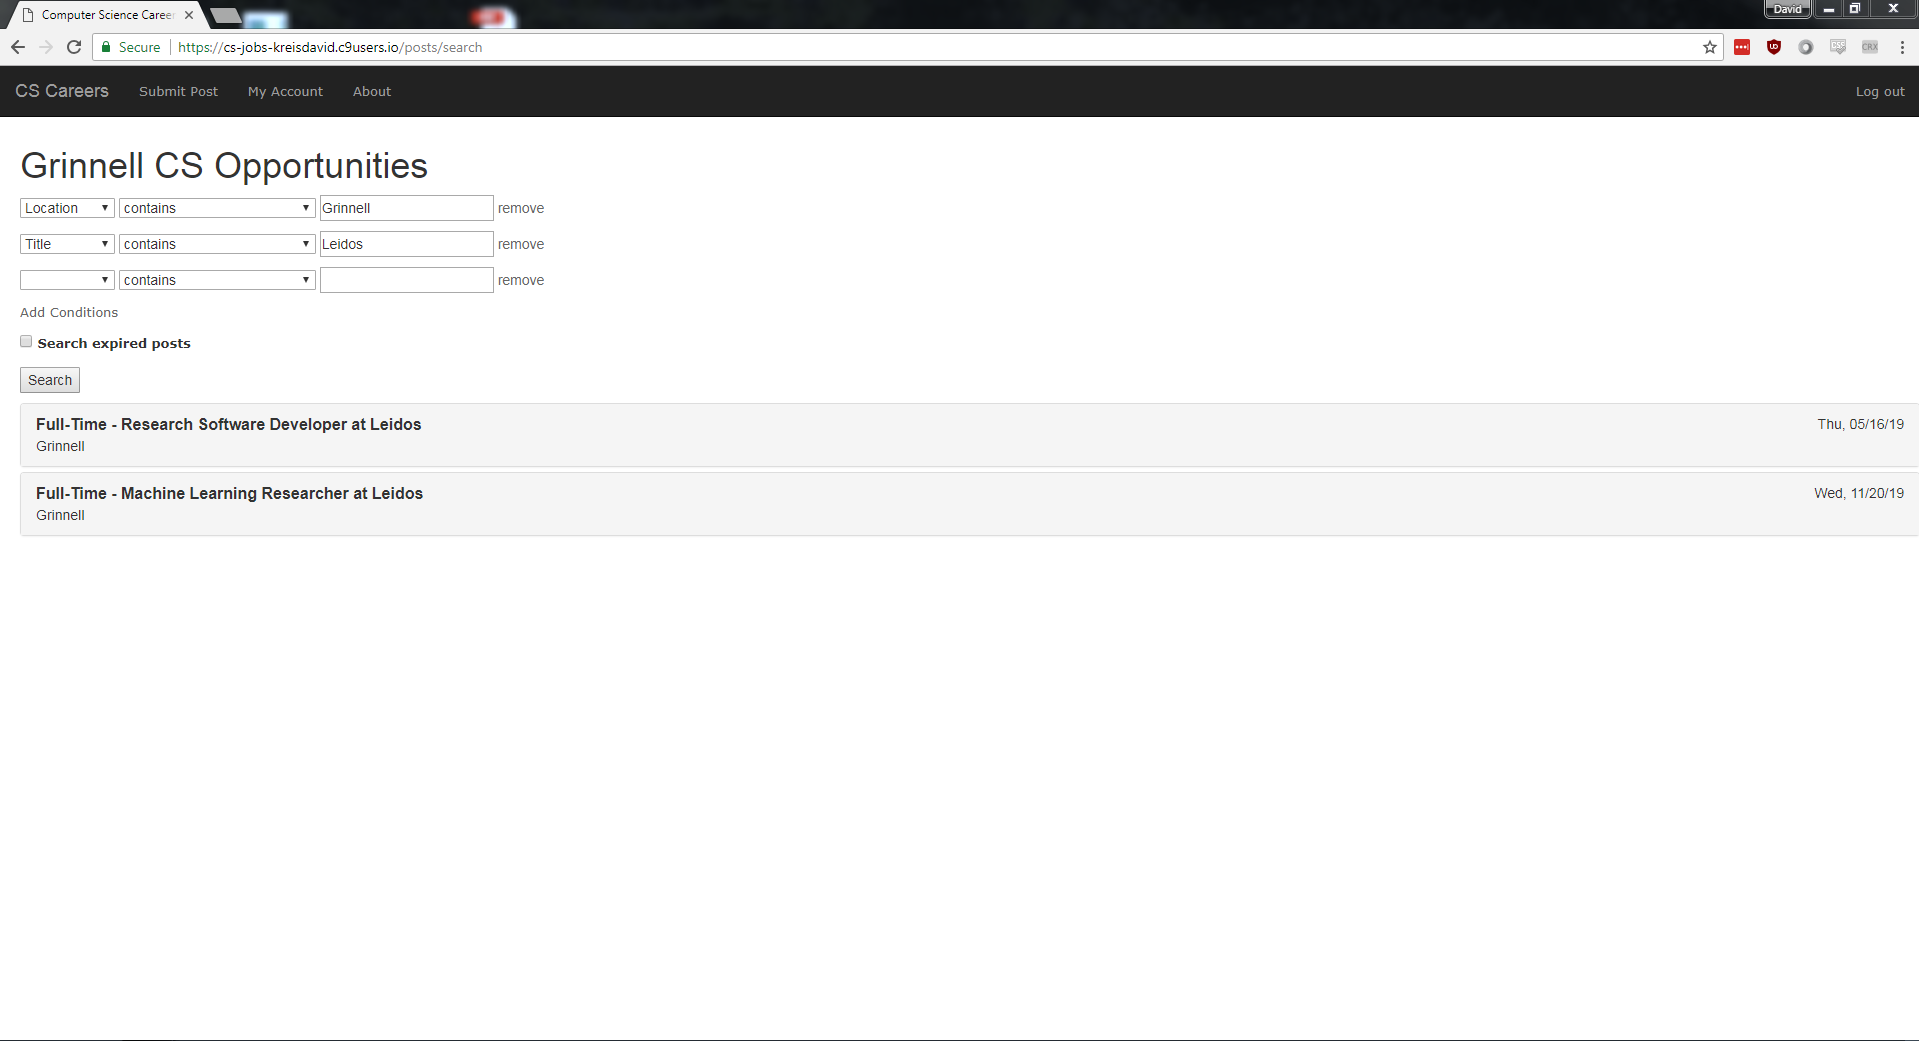 Computer Science Career
David
Secure https://cs-jobs-kreisdavid.c9users.io/posts/search
CSC
CRX
CS Careers Submit Post My Account About Log out
Grinnell CS Opportunities
Location contains Grinnell remove
Title contains Leidos remove
contains remove
Add Conditions
Search expired posts
Search
Full-Time - Research Software Developer at Leidos Thu, 05/16/19
Grinnell
Full-Time - Machine Learning Researcher at Leidos Wed, 11/20/19
Grinnell